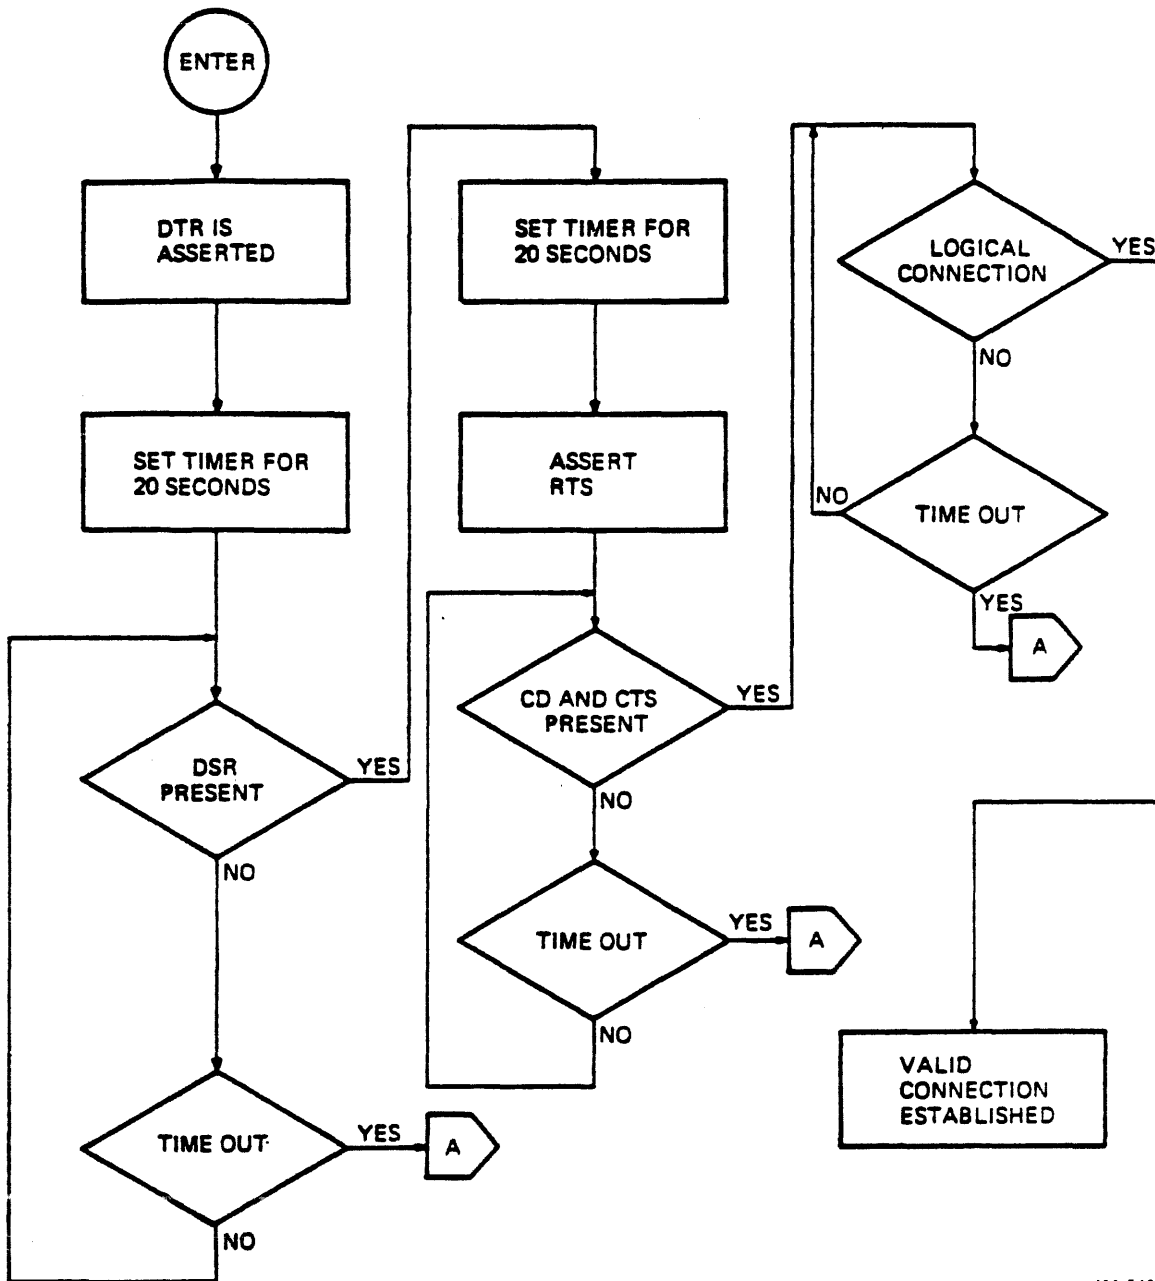 ENTER
DTR IS
ASSERTED
SET TIMER FOR
20 SECONDS
DSR
PRESENT
YES
NO
TIME OUT
YES
A
NO
SET TIMER FOR
20 SECONDS
ASSERT
RTS
CD AND CTS
PRESENT
YES
NO
TIME OUT
YES
A
NO
LOGICAL
CONNECTION
YES
NO
TIME OUT
NO
YES
A
VALID
CONNECTION
ESTABLISHED